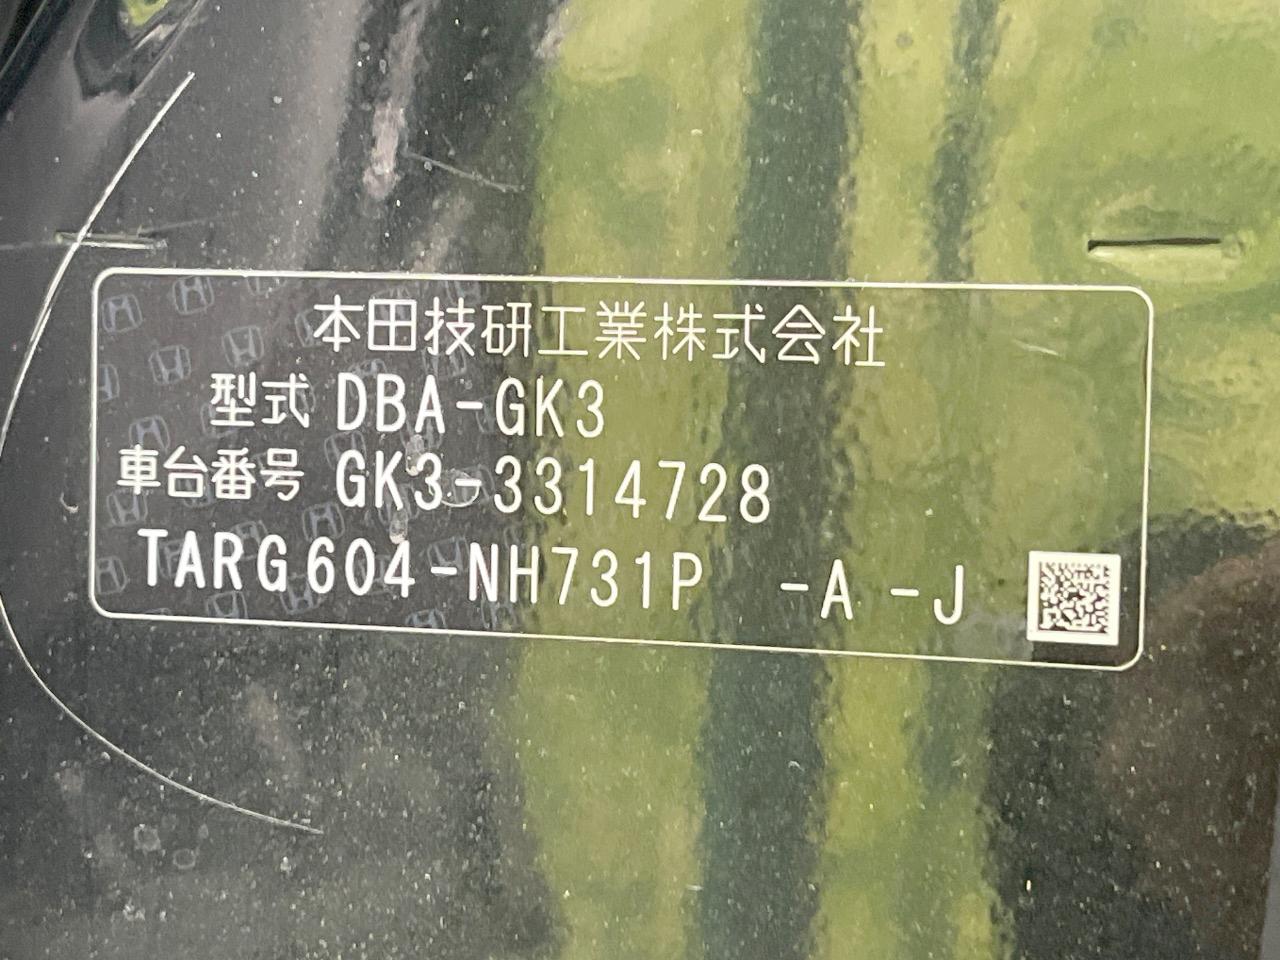 本田技研工業株式会社
型式 DBA-GK3
車台番号 GK3-3314728
TARG604-NH731P -A -J